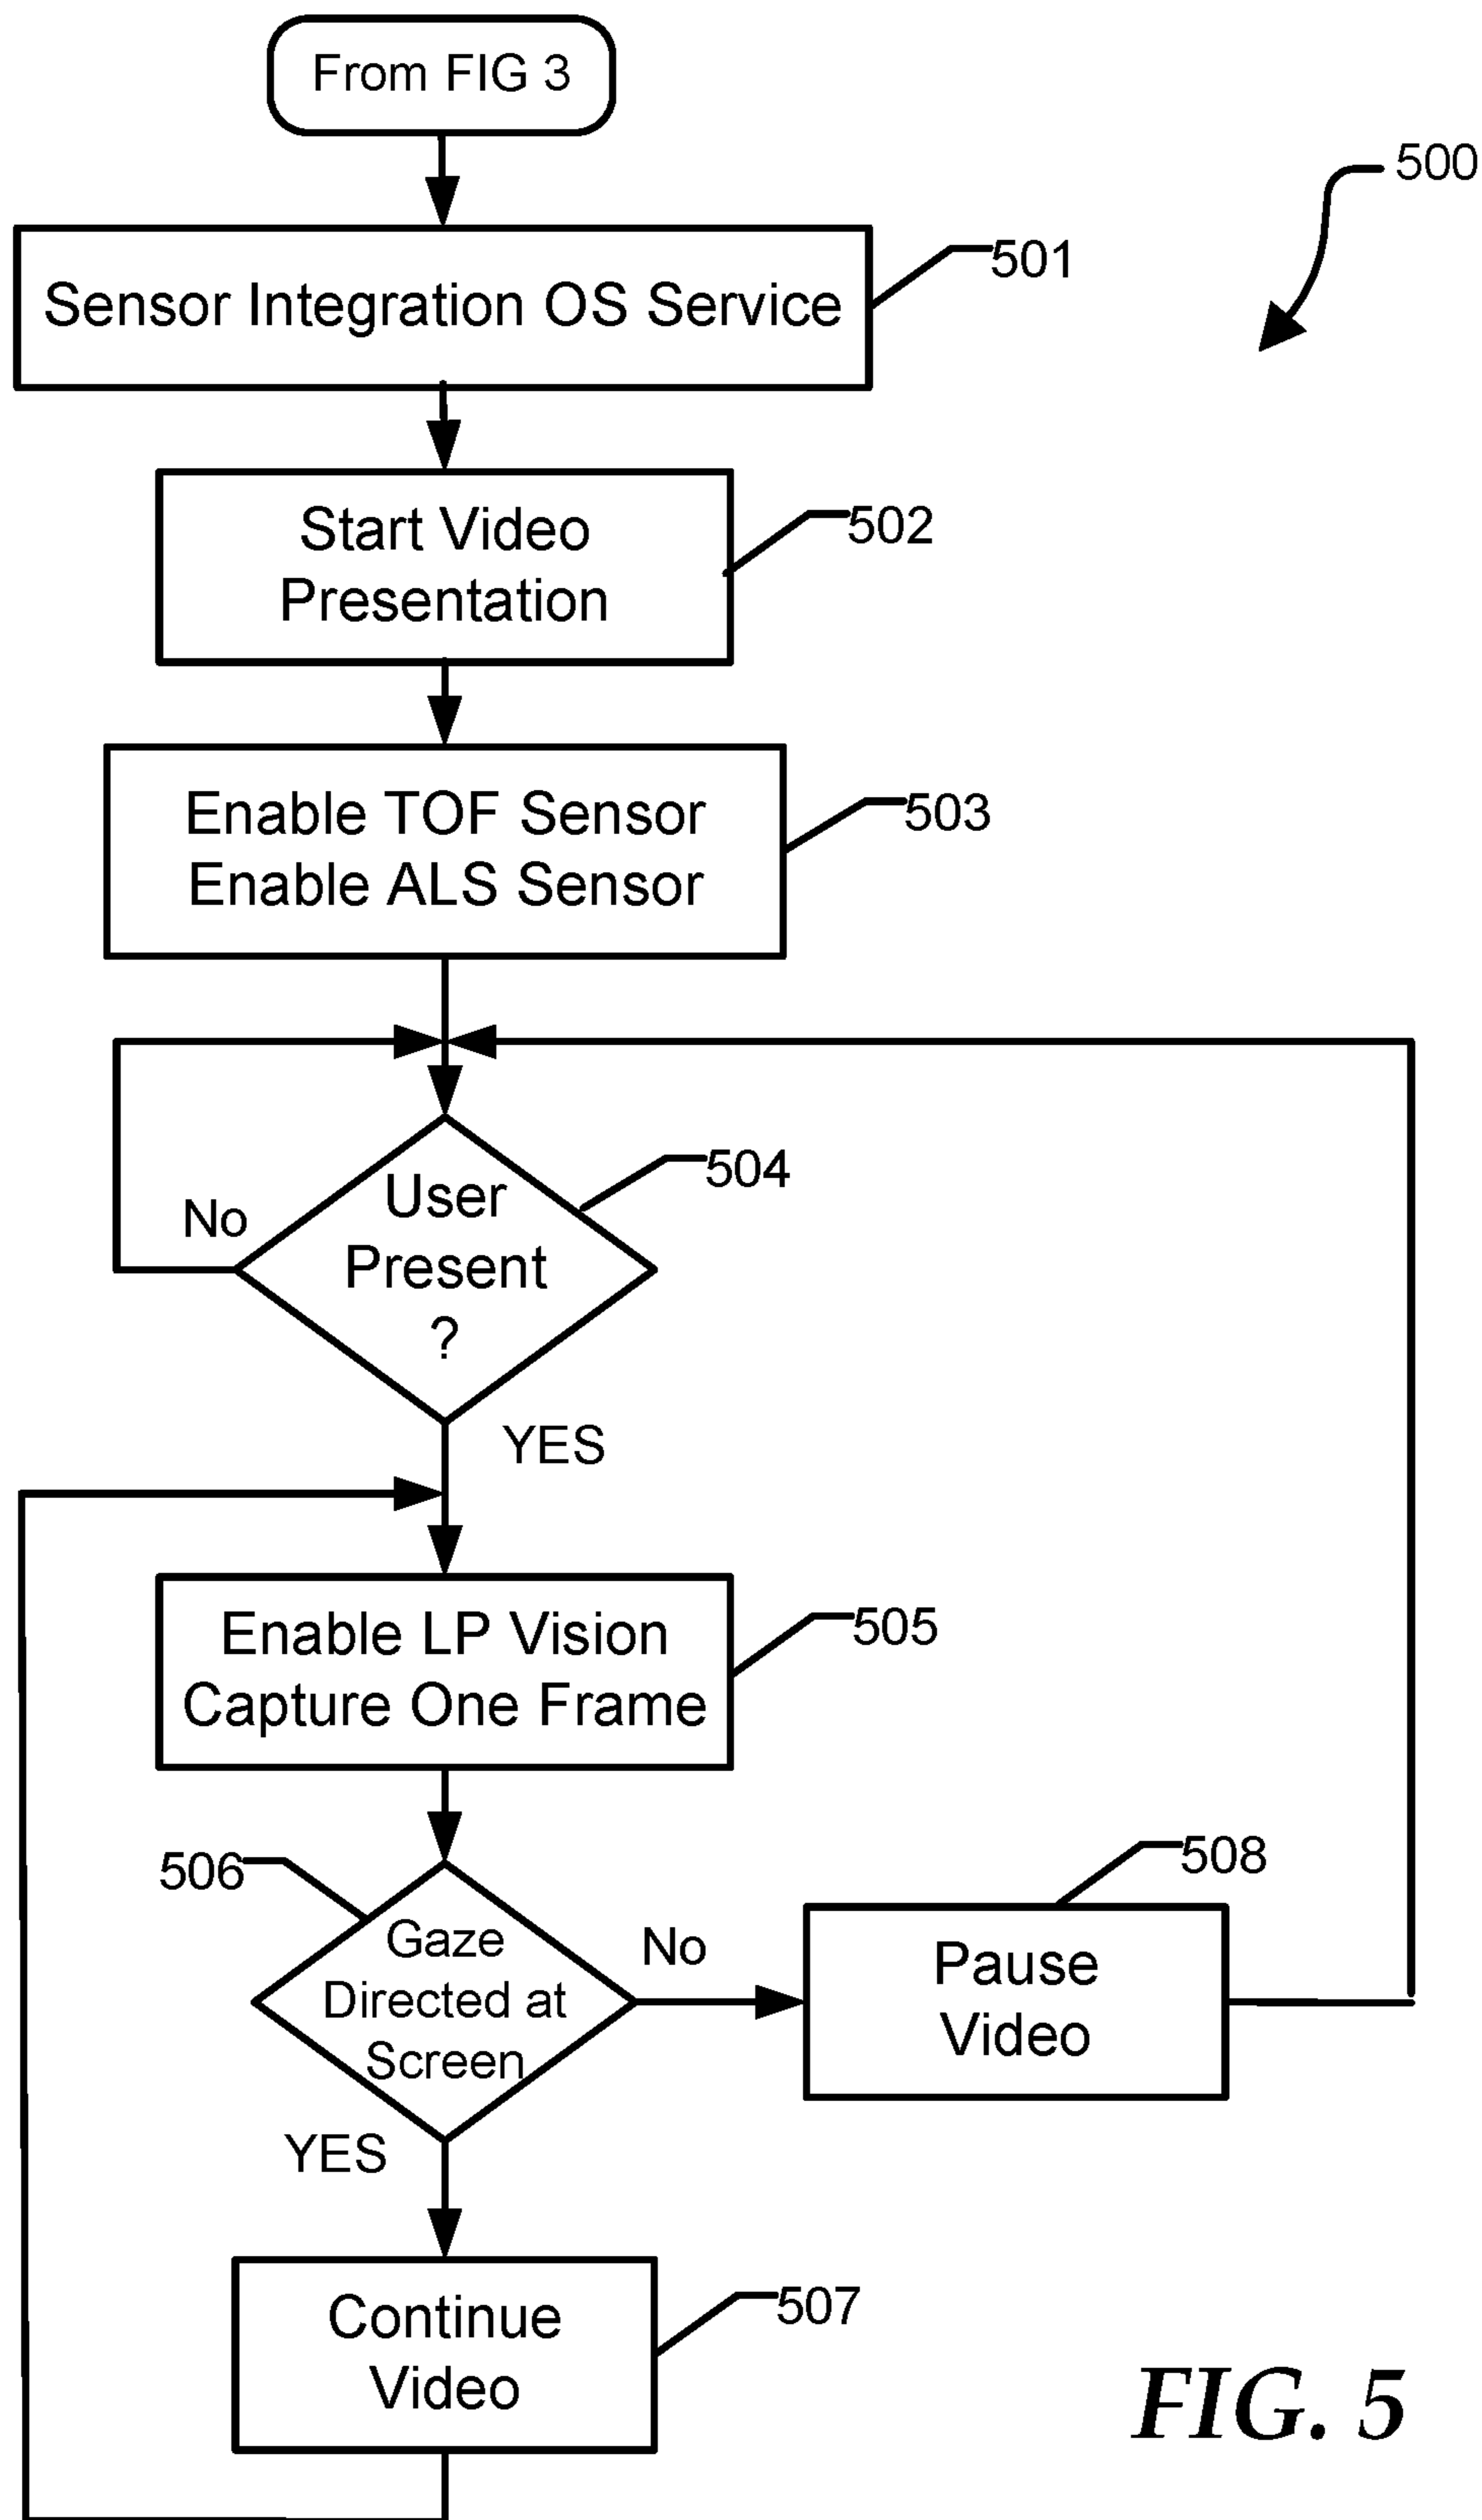 From FIG 3
500
Sensor Integration OS Service
501
Start Video
Presentation
502
Enable TOF Sensor
Enable ALS Sensor
503
User
Present
?
504
No
YES
Enable LP Vision
Capture One Frame
505
506
Gaze
Directed at
Screen
No
Pause
Video
508
YES
Continue
Video
507
FIG. 5